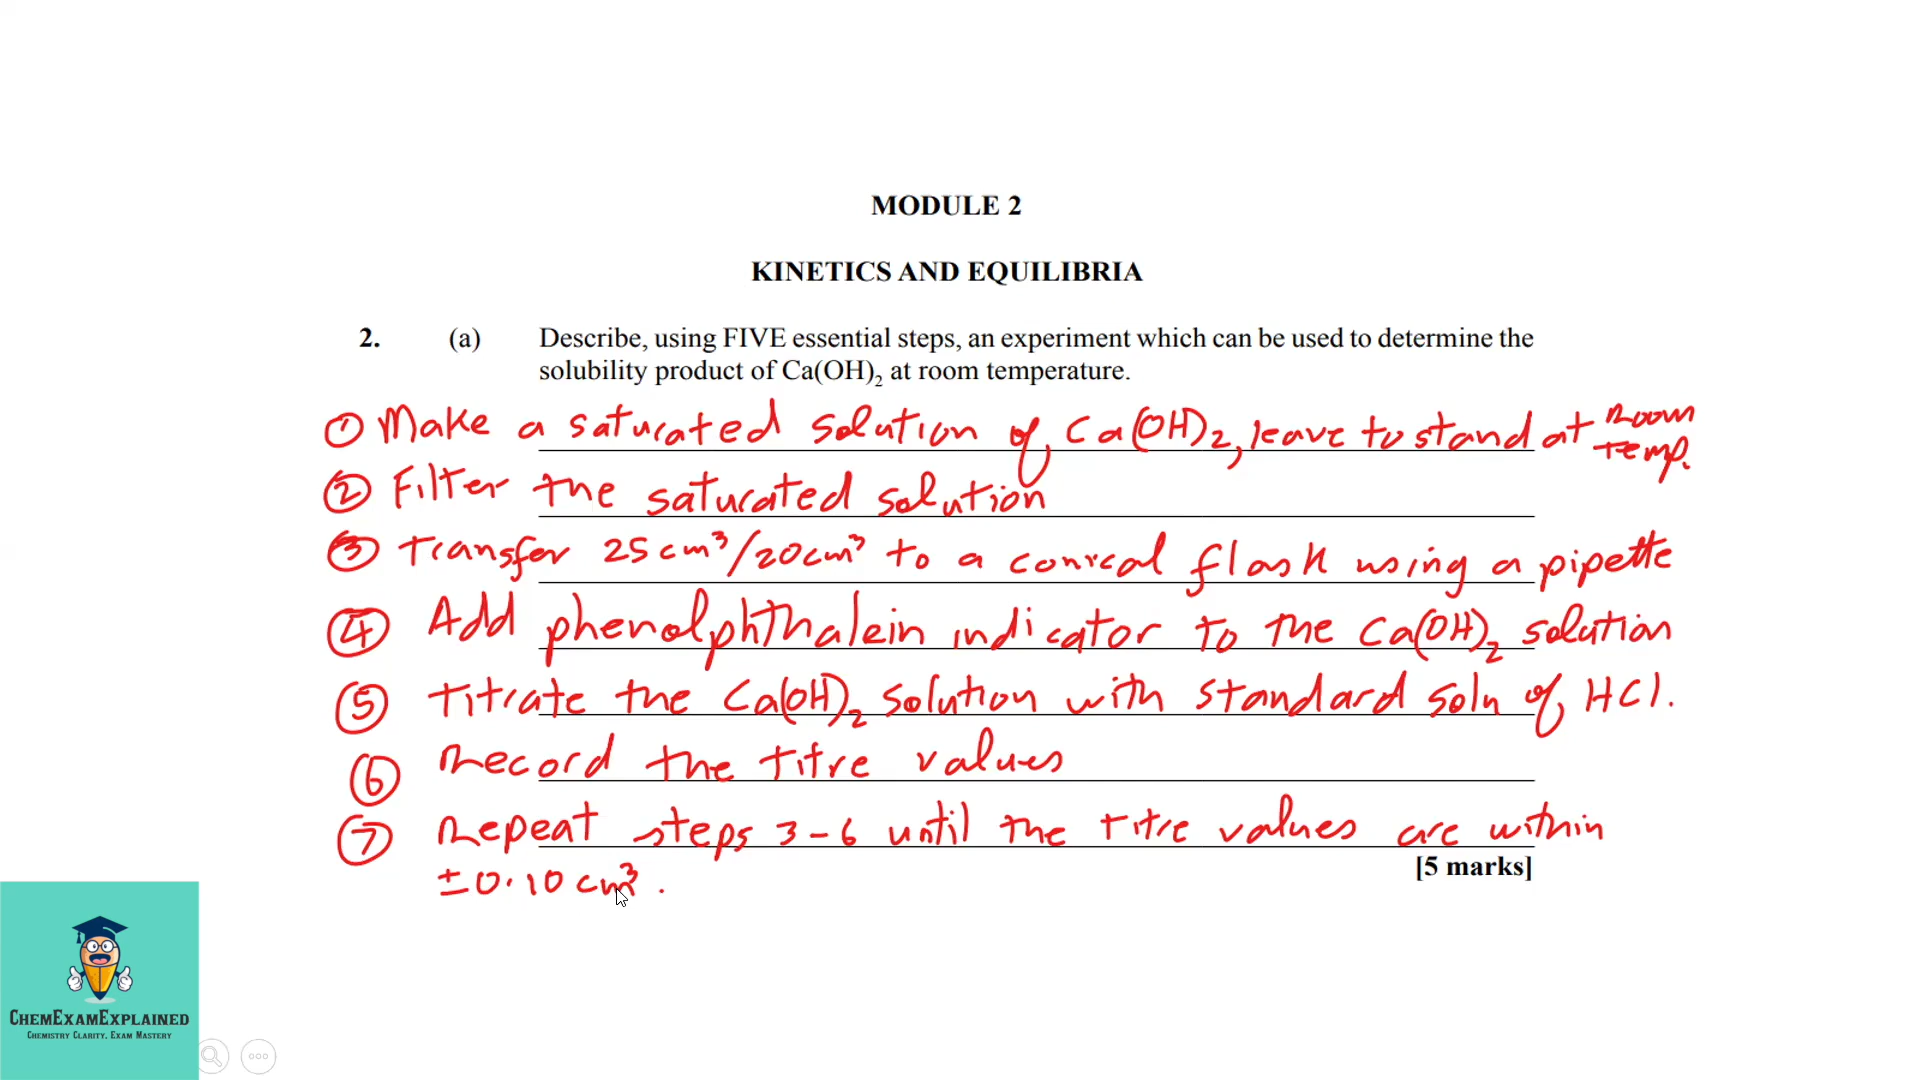 MODULE 2
KINETICS AND EQUILIBRIA
2. (a) Describe, using FIVE essential steps, an experiment which can be used to determine the
solubility product of Ca(OH)₂ at room temperature.
① Make a saturated solution of Ca(OH)₂, leave to stand at Room Temp.
② Filter the saturated solution
③ Transfer 25cm³/20cm³ to a conical flask using a pipette
④ Add phenolphthalein indicator to the Ca(OH)₂ solution
⑤ Titrate the Ca(OH)₂ solution with standard soln of HCl.
⑥ Record the titre values
⑦ Repeat steps 3-6 until the titre values are within
±0.10 cm³.
[5 marks]
CHEMEXAMEXPLAINED
CHEMISTRY CLARITY, EXAM MASTERY